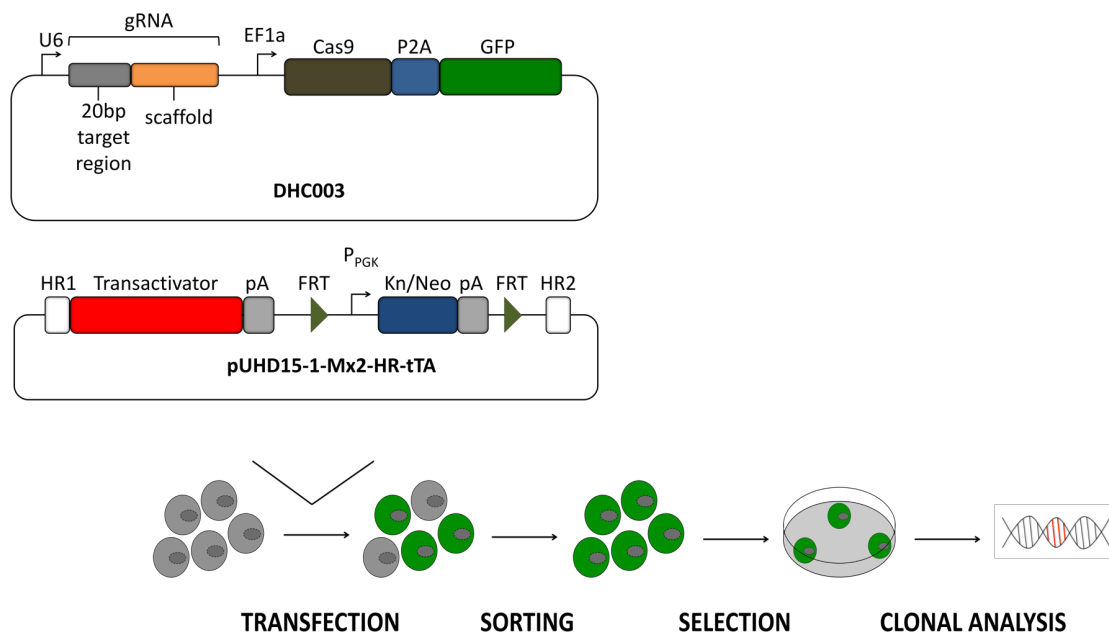 gRNA
U6
EF1a
Cas9
P2A
GFP
20bp
target
region
scaffold
DHC003
HR1
Transactivator
pA
FRT
PPGK
Kn/Neo
pA
FRT
HR2
pUHD15-1-Mx2-HR-tTA
TRANSFECTION
SORTING
SELECTION
CLONAL ANALYSIS